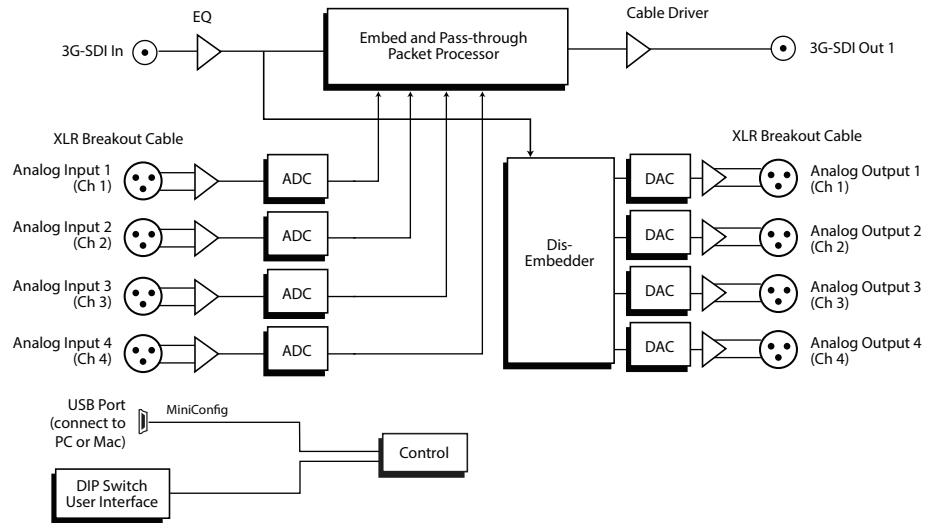 EQ
Cable Driver
3G-SDI In
Embed and Pass-through
Packet Processor
3G-SDI Out 1
XLR Breakout Cable
XLR Breakout Cable
Analog Input 1
(Ch 1)
ADC
Analog Input 2
(Ch 2)
ADC
Analog Input 3
(Ch 3)
ADC
Analog Input 4
(Ch 4)
ADC
Dis-
Embedder
DAC
Analog Output 1
(Ch 1)
DAC
Analog Output 2
(Ch 2)
DAC
Analog Output 3
(Ch 3)
DAC
Analog Output 4
(Ch 4)
USB Port
(connect to
PC or Mac)
MiniConfig
Control
DIP Switch
User Interface